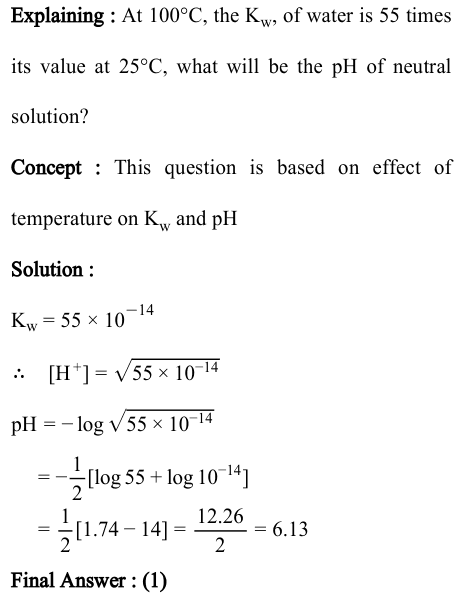 Explaining : At 100°C, the K_w, of water is 55 times
its value at 25°C, what will be the pH of neutral
solution?
Concept : This question is based on effect of
temperature on K_w and pH
Solution :
K_w = 55 × 10^{-14}
∴ [H^+] = √(55 × 10^{-14})
pH = − log √(55 × 10^{-14})
= −1/2[log 55 + log 10^{-14}]
= 1/2[1.74 − 14] = 12.26/2 = 6.13
Final Answer : (1)